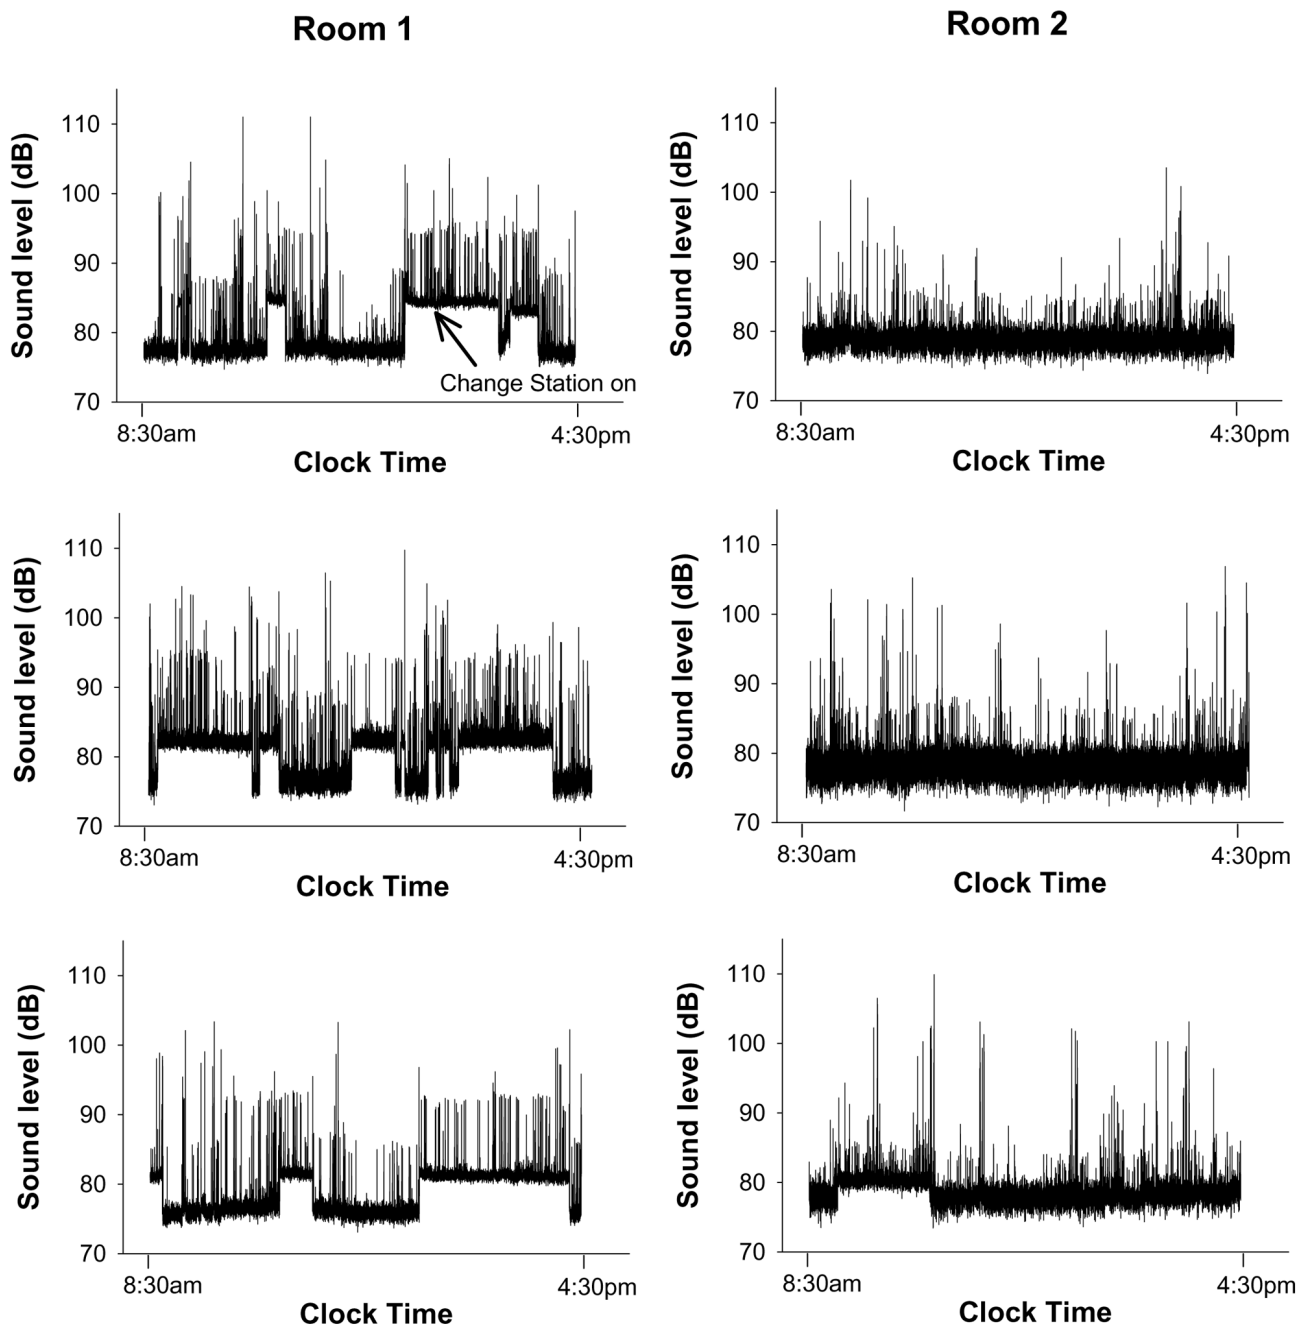 Room 1
Room 2
Sound level (dB)
110
100
90
80
70
Change Station on
8:30am
4:30pm
Clock Time
Sound level (dB)
110
100
90
80
70
8:30am
4:30pm
Clock Time
Sound level (dB)
110
100
90
80
70
8:30am
4:30pm
Clock Time
Sound level (dB)
110
100
90
80
70
8:30am
4:30pm
Clock Time
Sound level (dB)
110
100
90
80
70
8:30am
4:30pm
Clock Time
Sound level (dB)
110
100
90
80
70
8:30am
4:30pm
Clock Time